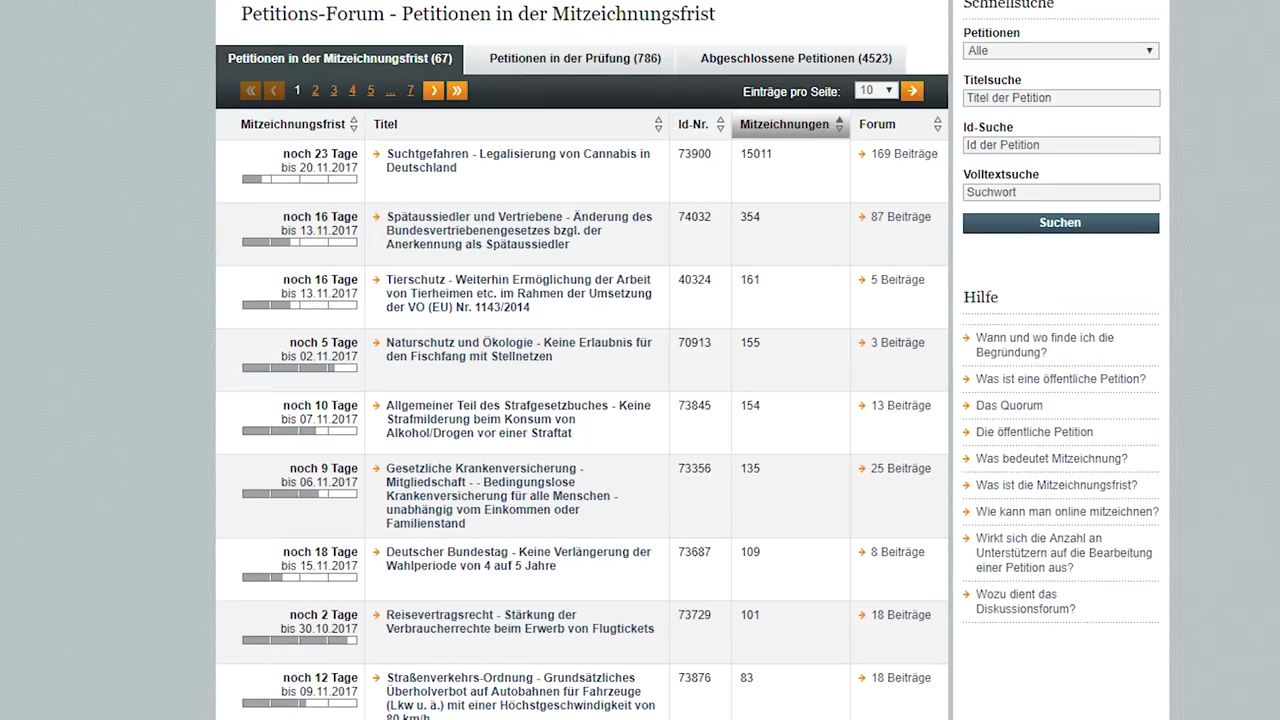 Petitions-Forum - Petitionen in der Mitzeichnungsfrist
Petitionen in der Mitzeichnungsfrist (67) Petitionen in der Prüfung (786) Abgeschlossene Petitionen (4523)
« ‹ 1 2 3 4 5 ... 7 › » Einträge pro Seite: 10
Mitzeichnungsfrist Titel Id-Nr. Mitzeichnungen Forum
noch 23 Tage
bis 20.11.2017
Suchtgefahren - Legalisierung von Cannabis in
Deutschland
73900
15011
169 Beiträge
noch 16 Tage
bis 13.11.2017
Spätaussiedler und Vertriebene - Änderung des
Bundesvertriebenengesetzes bzgl. der
Anerkennung als Spätaussiedler
74032
354
87 Beiträge
noch 16 Tage
bis 13.11.2017
Tierschutz - Weiterhin Ermöglichung der Arbeit
von Tierheimen etc. im Rahmen der Umsetzung
der VO (EU) Nr. 1143/2014
40324
161
5 Beiträge
noch 5 Tage
bis 02.11.2017
Naturschutz und Ökologie - Keine Erlaubnis für
den Fischfang mit Stellnetzen
70913
155
3 Beiträge
noch 10 Tage
bis 07.11.2017
Allgemeiner Teil des Strafgesetzbuches - Keine
Strafmilderung beim Konsum von
Alkohol/Drogen vor einer Straftat
73845
154
13 Beiträge
noch 9 Tage
bis 06.11.2017
Gesetzliche Krankenversicherung -
Mitgliedschaft - - Bedingungslose
Krankenversicherung für alle Menschen -
unabhängig vom Einkommen oder
Familienstand
73356
135
25 Beiträge
noch 18 Tage
bis 15.11.2017
Deutscher Bundestag - Keine Verlängerung der
Wahlperiode von 4 auf 5 Jahre
73687
109
8 Beiträge
noch 2 Tage
bis 30.10.2017
Reisevertragsrecht - Stärkung der
Verbraucherrechte beim Erwerb von Flugtickets
73729
101
18 Beiträge
noch 12 Tage
bis 09.11.2017
Straßenverkehrs-Ordnung - Grundsätzliches
Überholverbot auf Autobahnen für Fahrzeuge
(Lkw u. ä.) mit einer Höchstgeschwindigkeit von
80 km/h
73876
83
18 Beiträge
Schnellsuche
Petitionen
Alle
Titelsuche
Titel der Petition
Id-Suche
Id der Petition
Volltextsuche
Suchwort
Suchen
Hilfe
Wann und wo finde ich die
Begründung?
Was ist eine öffentliche Petition?
Das Quorum
Die öffentliche Petition
Was bedeutet Mitzeichnung?
Was ist die Mitzeichnungsfrist?
Wie kann man online mitzeichnen?
Wirkt sich die Anzahl an
Unterstützern auf die Bearbeitung
einer Petition aus?
Wozu dient das
Diskussionsforum?